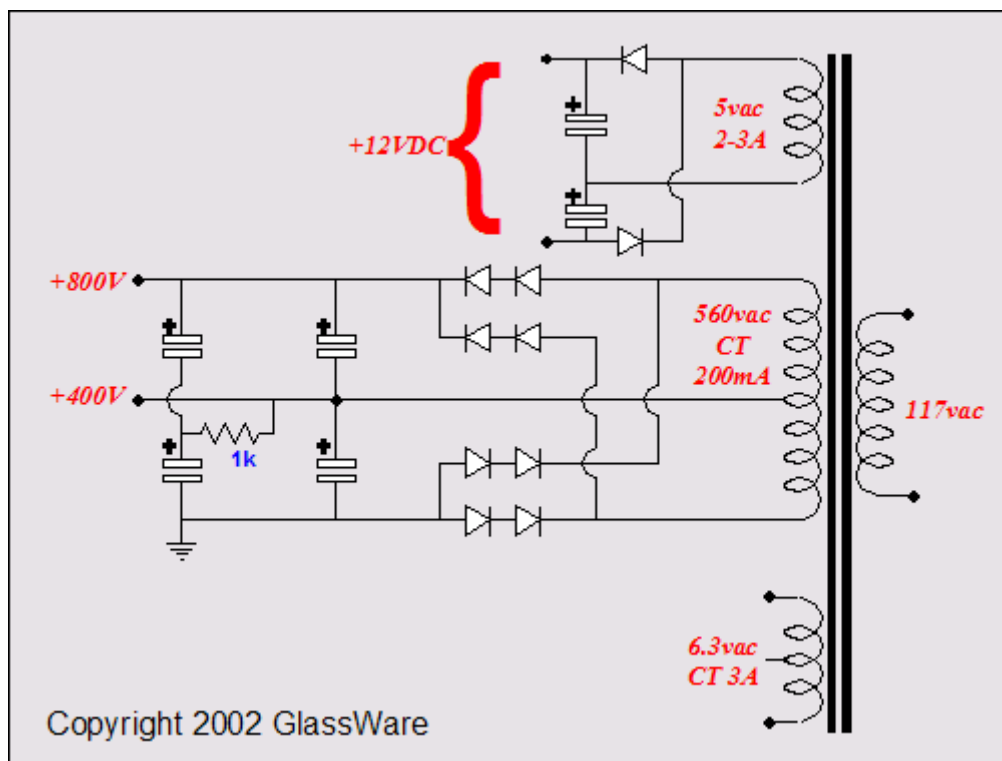 5vac
2-3A
+12VDC
+800V
560vac
CT
200mA
+400V
117vac
1k
6.3vac
CT 3A
Copyright 2002 GlassWare